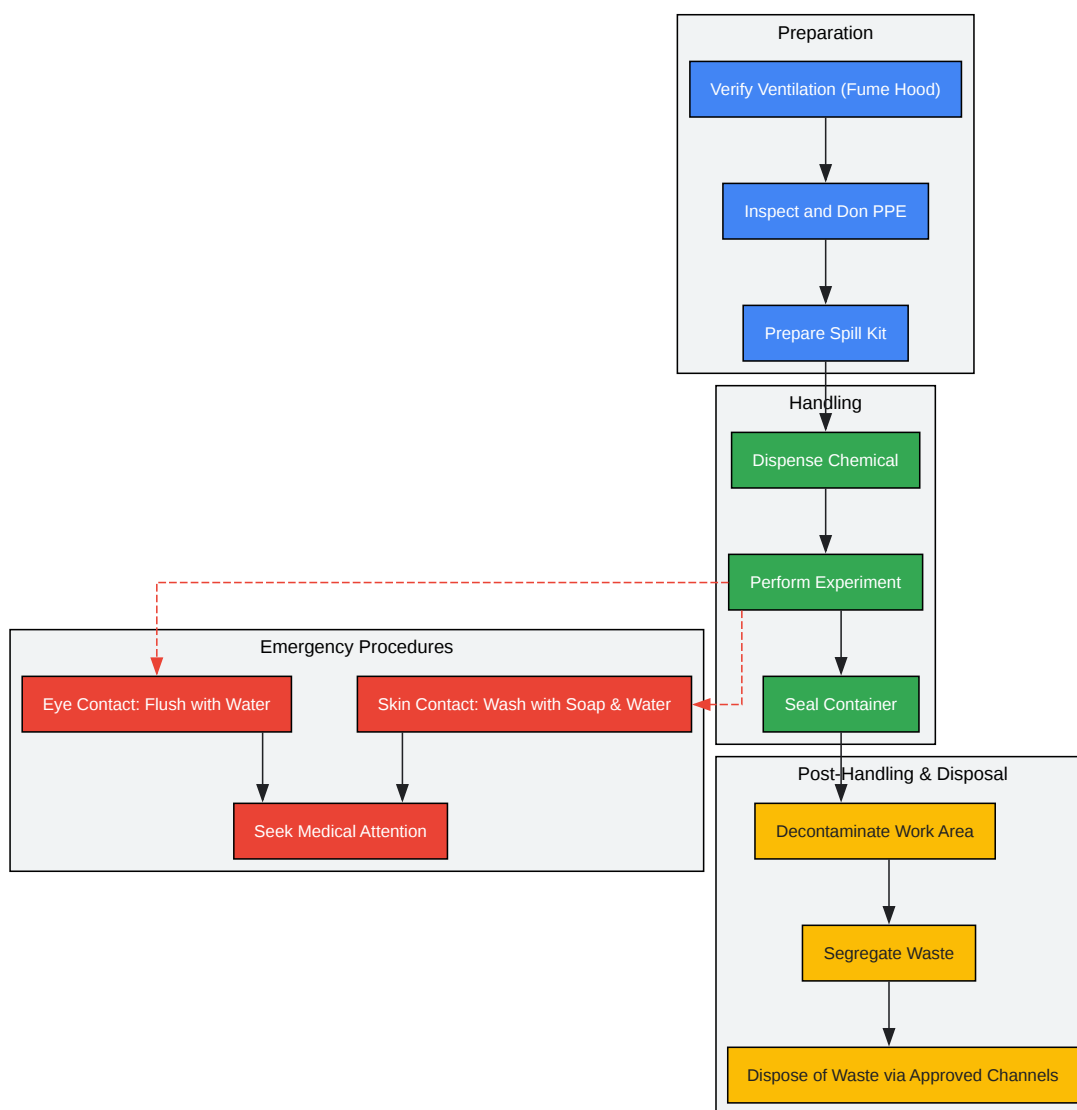 Preparation
Verify Ventilation (Fume Hood)
Inspect and Don PPE
Prepare Spill Kit
Handling
Dispense Chemical
Perform Experiment
Seal Container
Emergency Procedures
Eye Contact: Flush with Water
Skin Contact: Wash with Soap & Water
Seek Medical Attention
Post-Handling & Disposal
Decontaminate Work Area
Segregate Waste
Dispose of Waste via Approved Channels